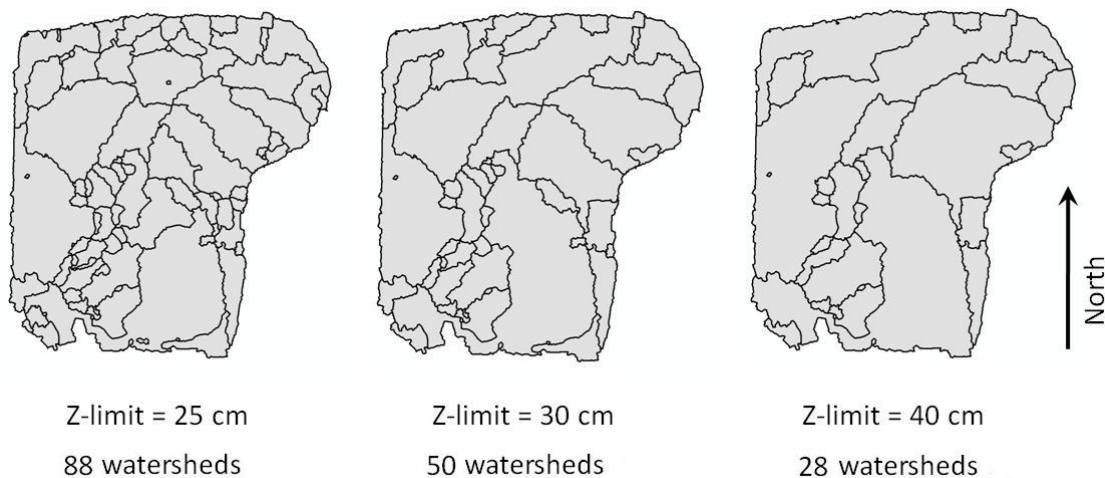 North
Z-limit = 25 cm
Z-limit = 30 cm
Z-limit = 40 cm
88 watersheds
50 watersheds
28 watersheds